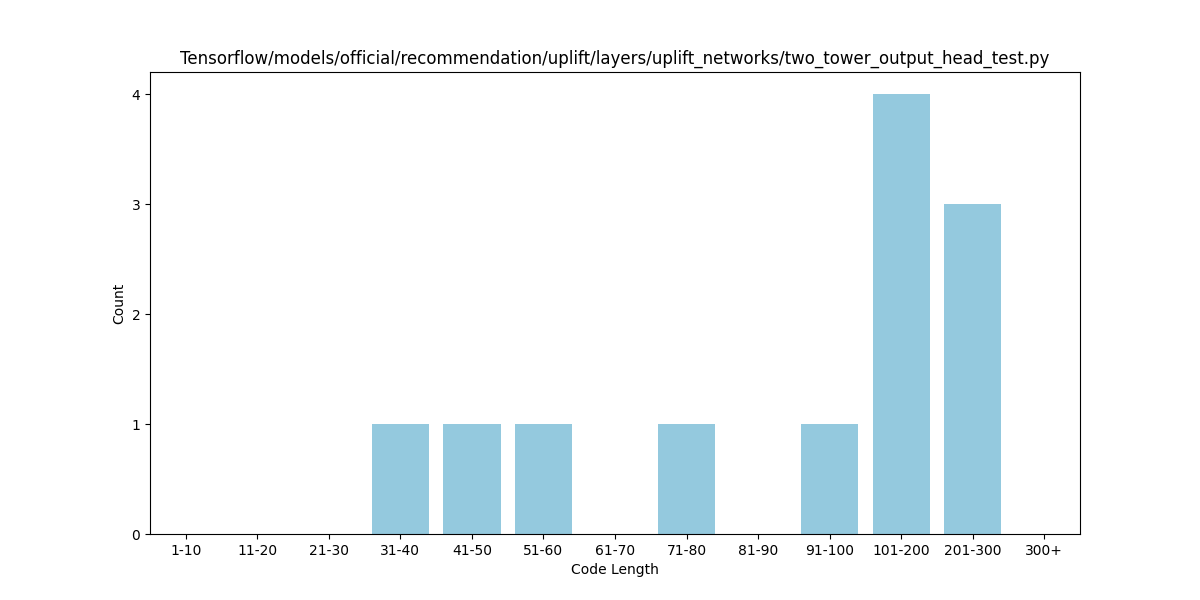 Tensorflow/models/official/recommendation/uplift/layers/uplift_networks/two_tower_output_head_test.py
4
3
2
1
0
Count
1-10 11-20 21-30 31-40 41-50 51-60 61-70 71-80 81-90 91-100 101-200 201-300 300+
Code Length